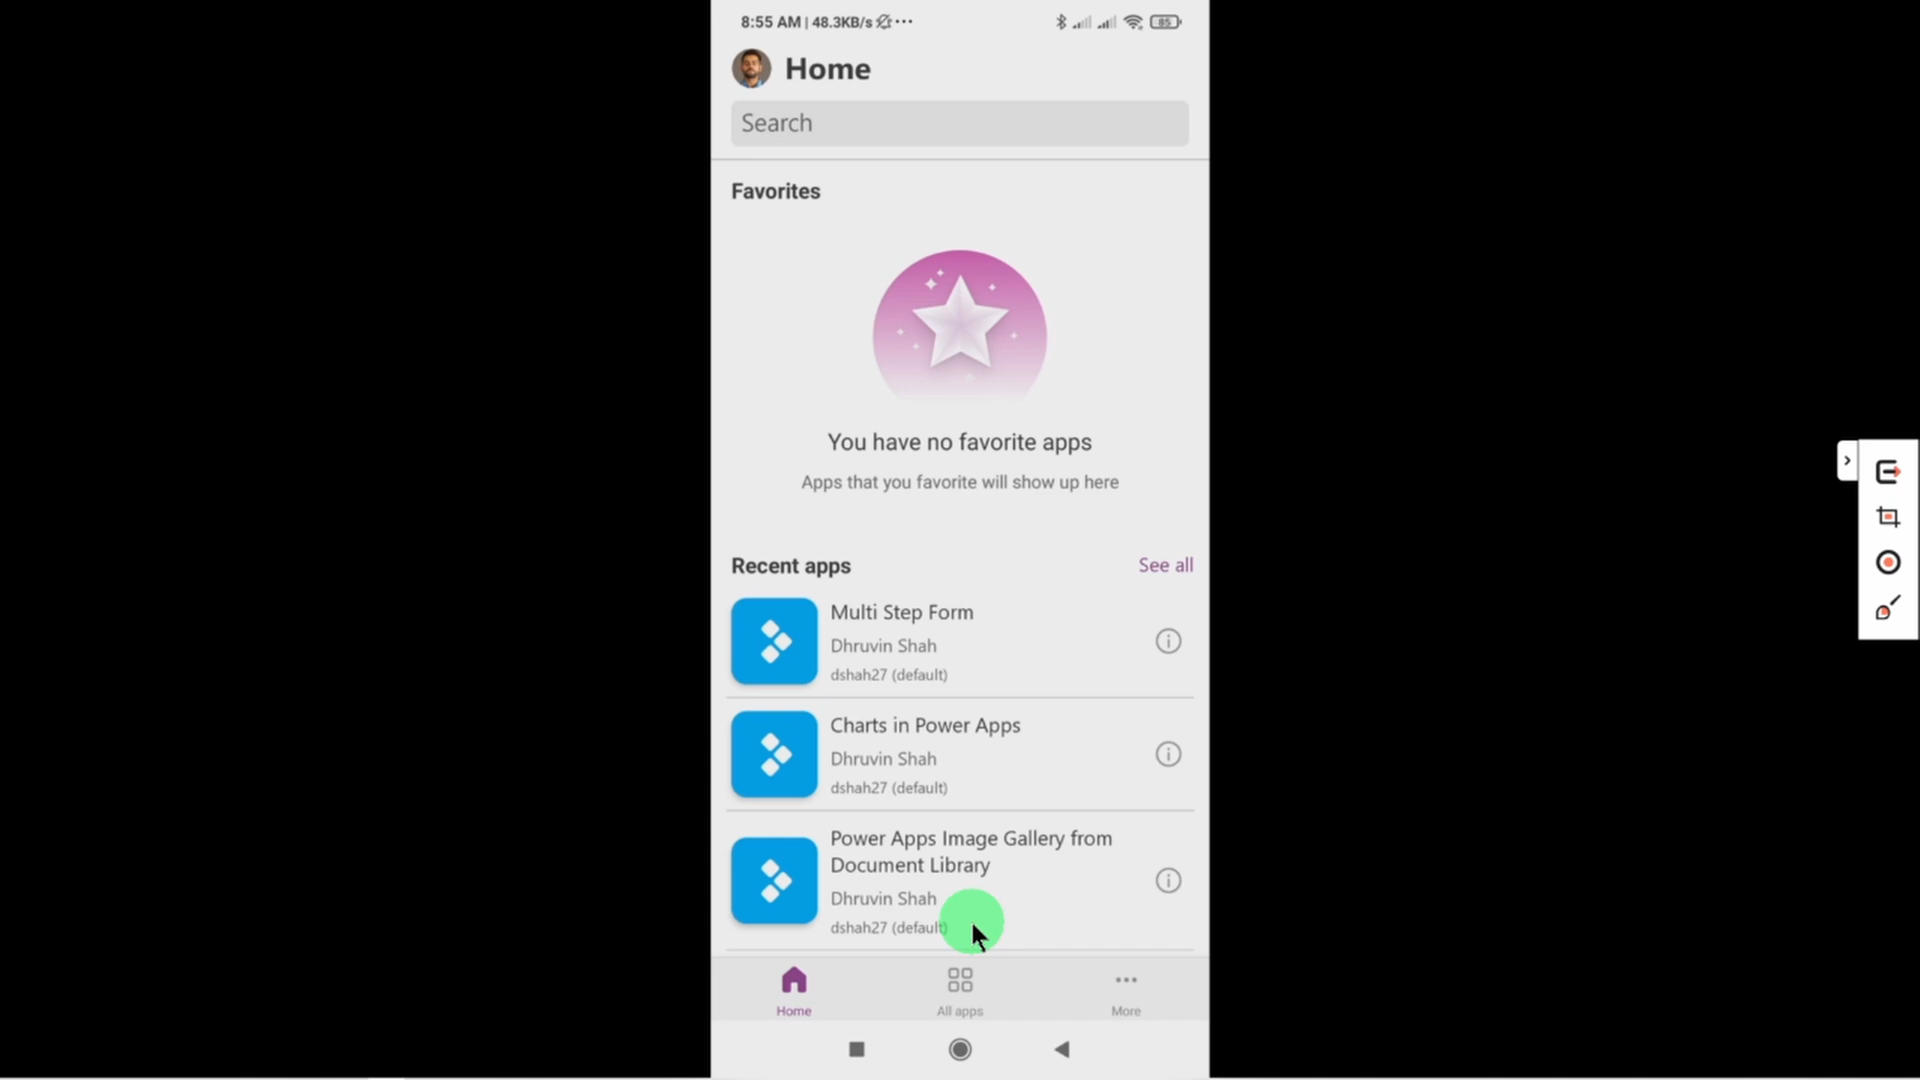 8:55 AM | 48.3KB/s ... 85
Home
Search
Favorites
You have no favorite apps
Apps that you favorite will show up here
Recent apps See all
Multi Step Form
Dhruvin Shah
dshah27 (default)
Charts in Power Apps
Dhruvin Shah
dshah27 (default)
Power Apps Image Gallery from
Document Library
Dhruvin Shah
dshah27 (default)
Home All apps More